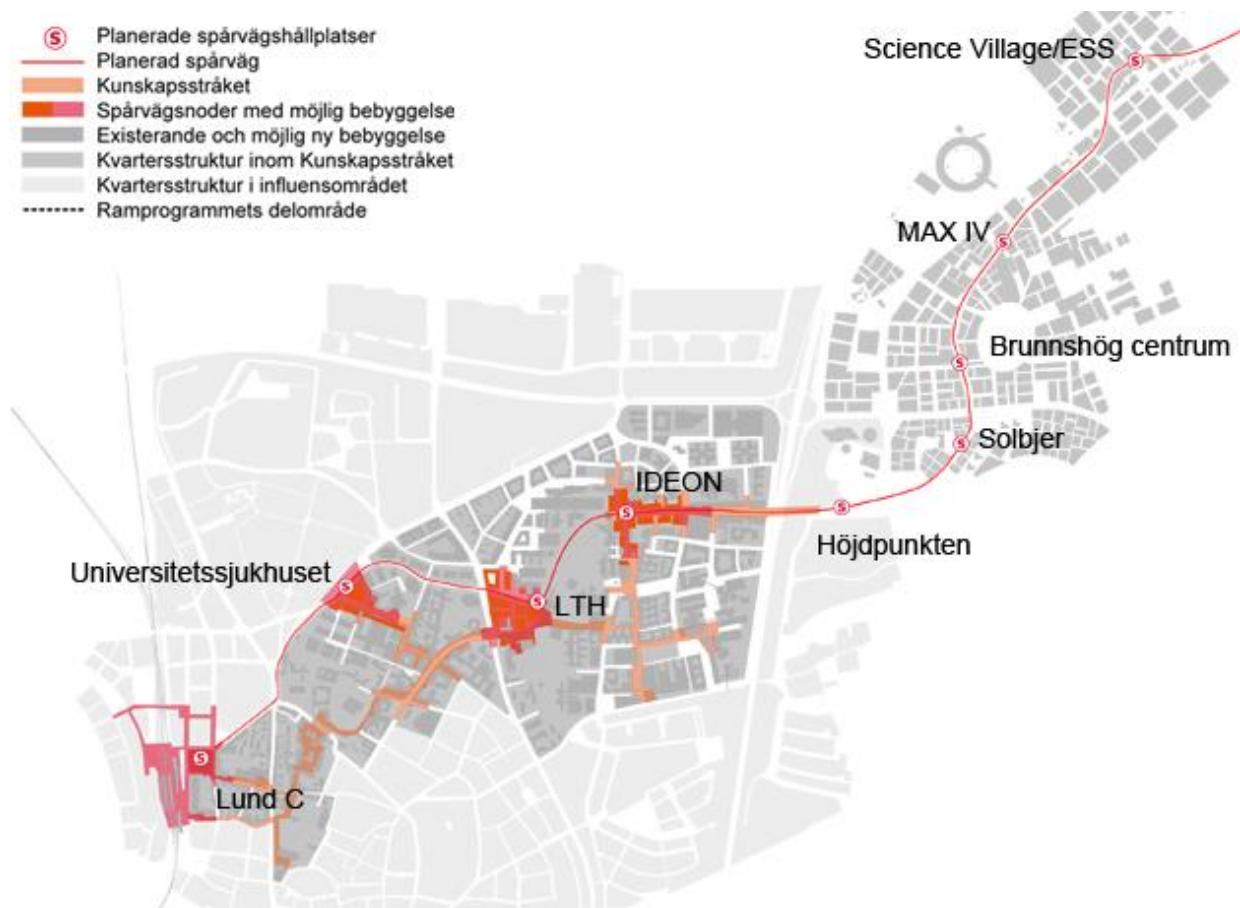 S Planerade spårvägshållplatser
Planerad spårväg
Kunskapsstråket
Spårvägsnoder med möjlig bebyggelse
Existerande och möjlig ny bebyggelse
Kvartersstruktur inom Kunskapsstråket
Kvartersstruktur i influensområdet
Ramprogrammets delområde
Science Village/ESS S
MAX IV S
S Brunnshög centrum
S Solbjer
IDEON
S
S
Höjdpunkten
Universitetssjukhuset S
S LTH
S
Lund C